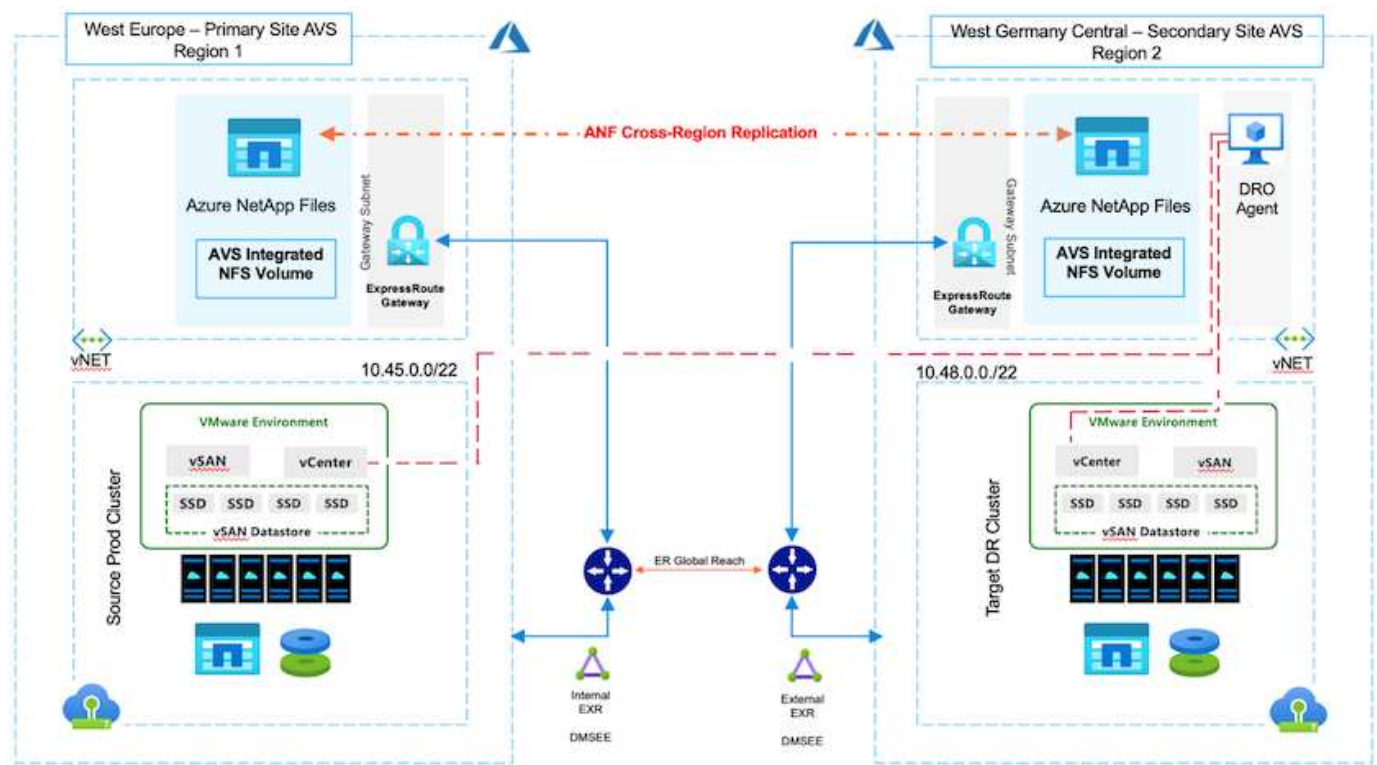 West Europe – Primary Site AVS
Region 1
West Germany Central – Secondary Site AVS
Region 2
ANF Cross-Region Replication
Azure NetApp Files
AVS Integrated
NFS Volume
Gateway Subnet
ExpressRoute
Gateway
Gateway Subnet
ExpressRoute
Gateway
Azure NetApp Files
AVS Integrated
NFS Volume
DRO
Agent
vNET
10.45.0.0/22
10.48.0.0./22
vNET
Source Prod Cluster
VMware Environment
vSAN
vCenter
SSD SSD SSD SSD
vSAN Datastore
ER Global Reach
Internal
EXR
DMSEE
External
EXR
DMSEE
Target DR Cluster
VMware Environment
vCenter
vSAN
SSD SSD SSD SSD
vSAN Datastore